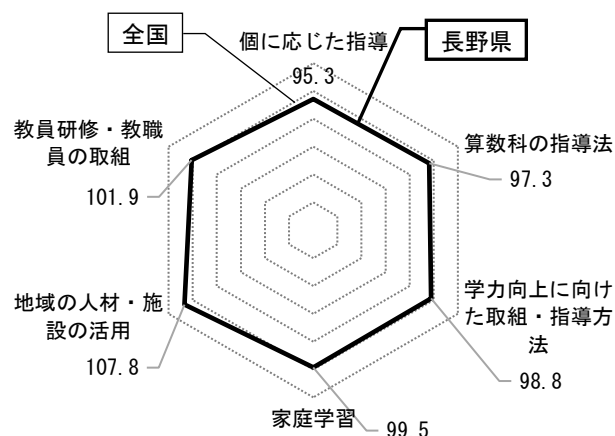 全国
個に応じた指導
95.3
長野県
教員研修・教職
員の取組
101.9
算数科の指導法
97.3
地域の人材・施
設の活用
107.8
学力向上に向け
た取組・指導方
法
98.8
家庭学習
99.5